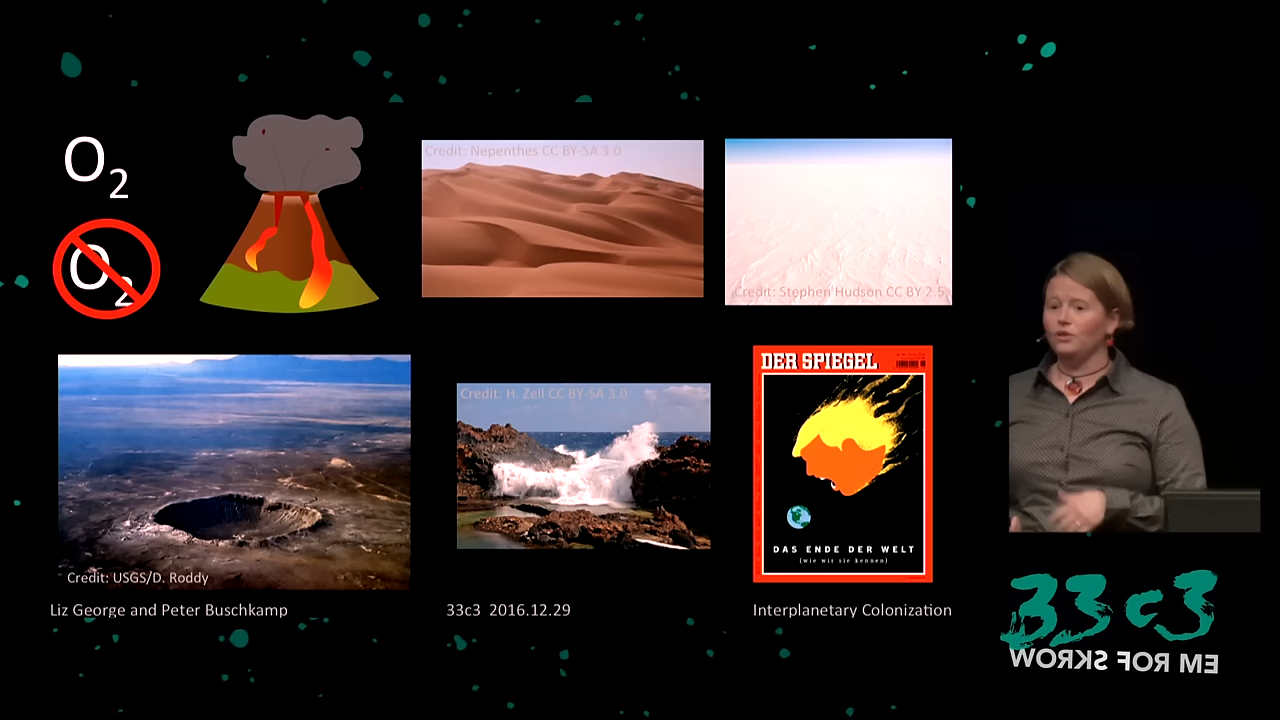 O2
O2
Credit: Nepenthes CC BY-SA 3.0
Credit: Stephen Hudson CC BY 2.5
Credit: USGS/D. Roddy
Credit: H. Zell CC BY-SA 3.0
DER SPIEGEL
DAS ENDE DER WELT
(wie wir sie kennen)
Liz George and Peter Buschkamp
33c3 2016.12.29
Interplanetary Colonization
33c3
WORKS FOR ME